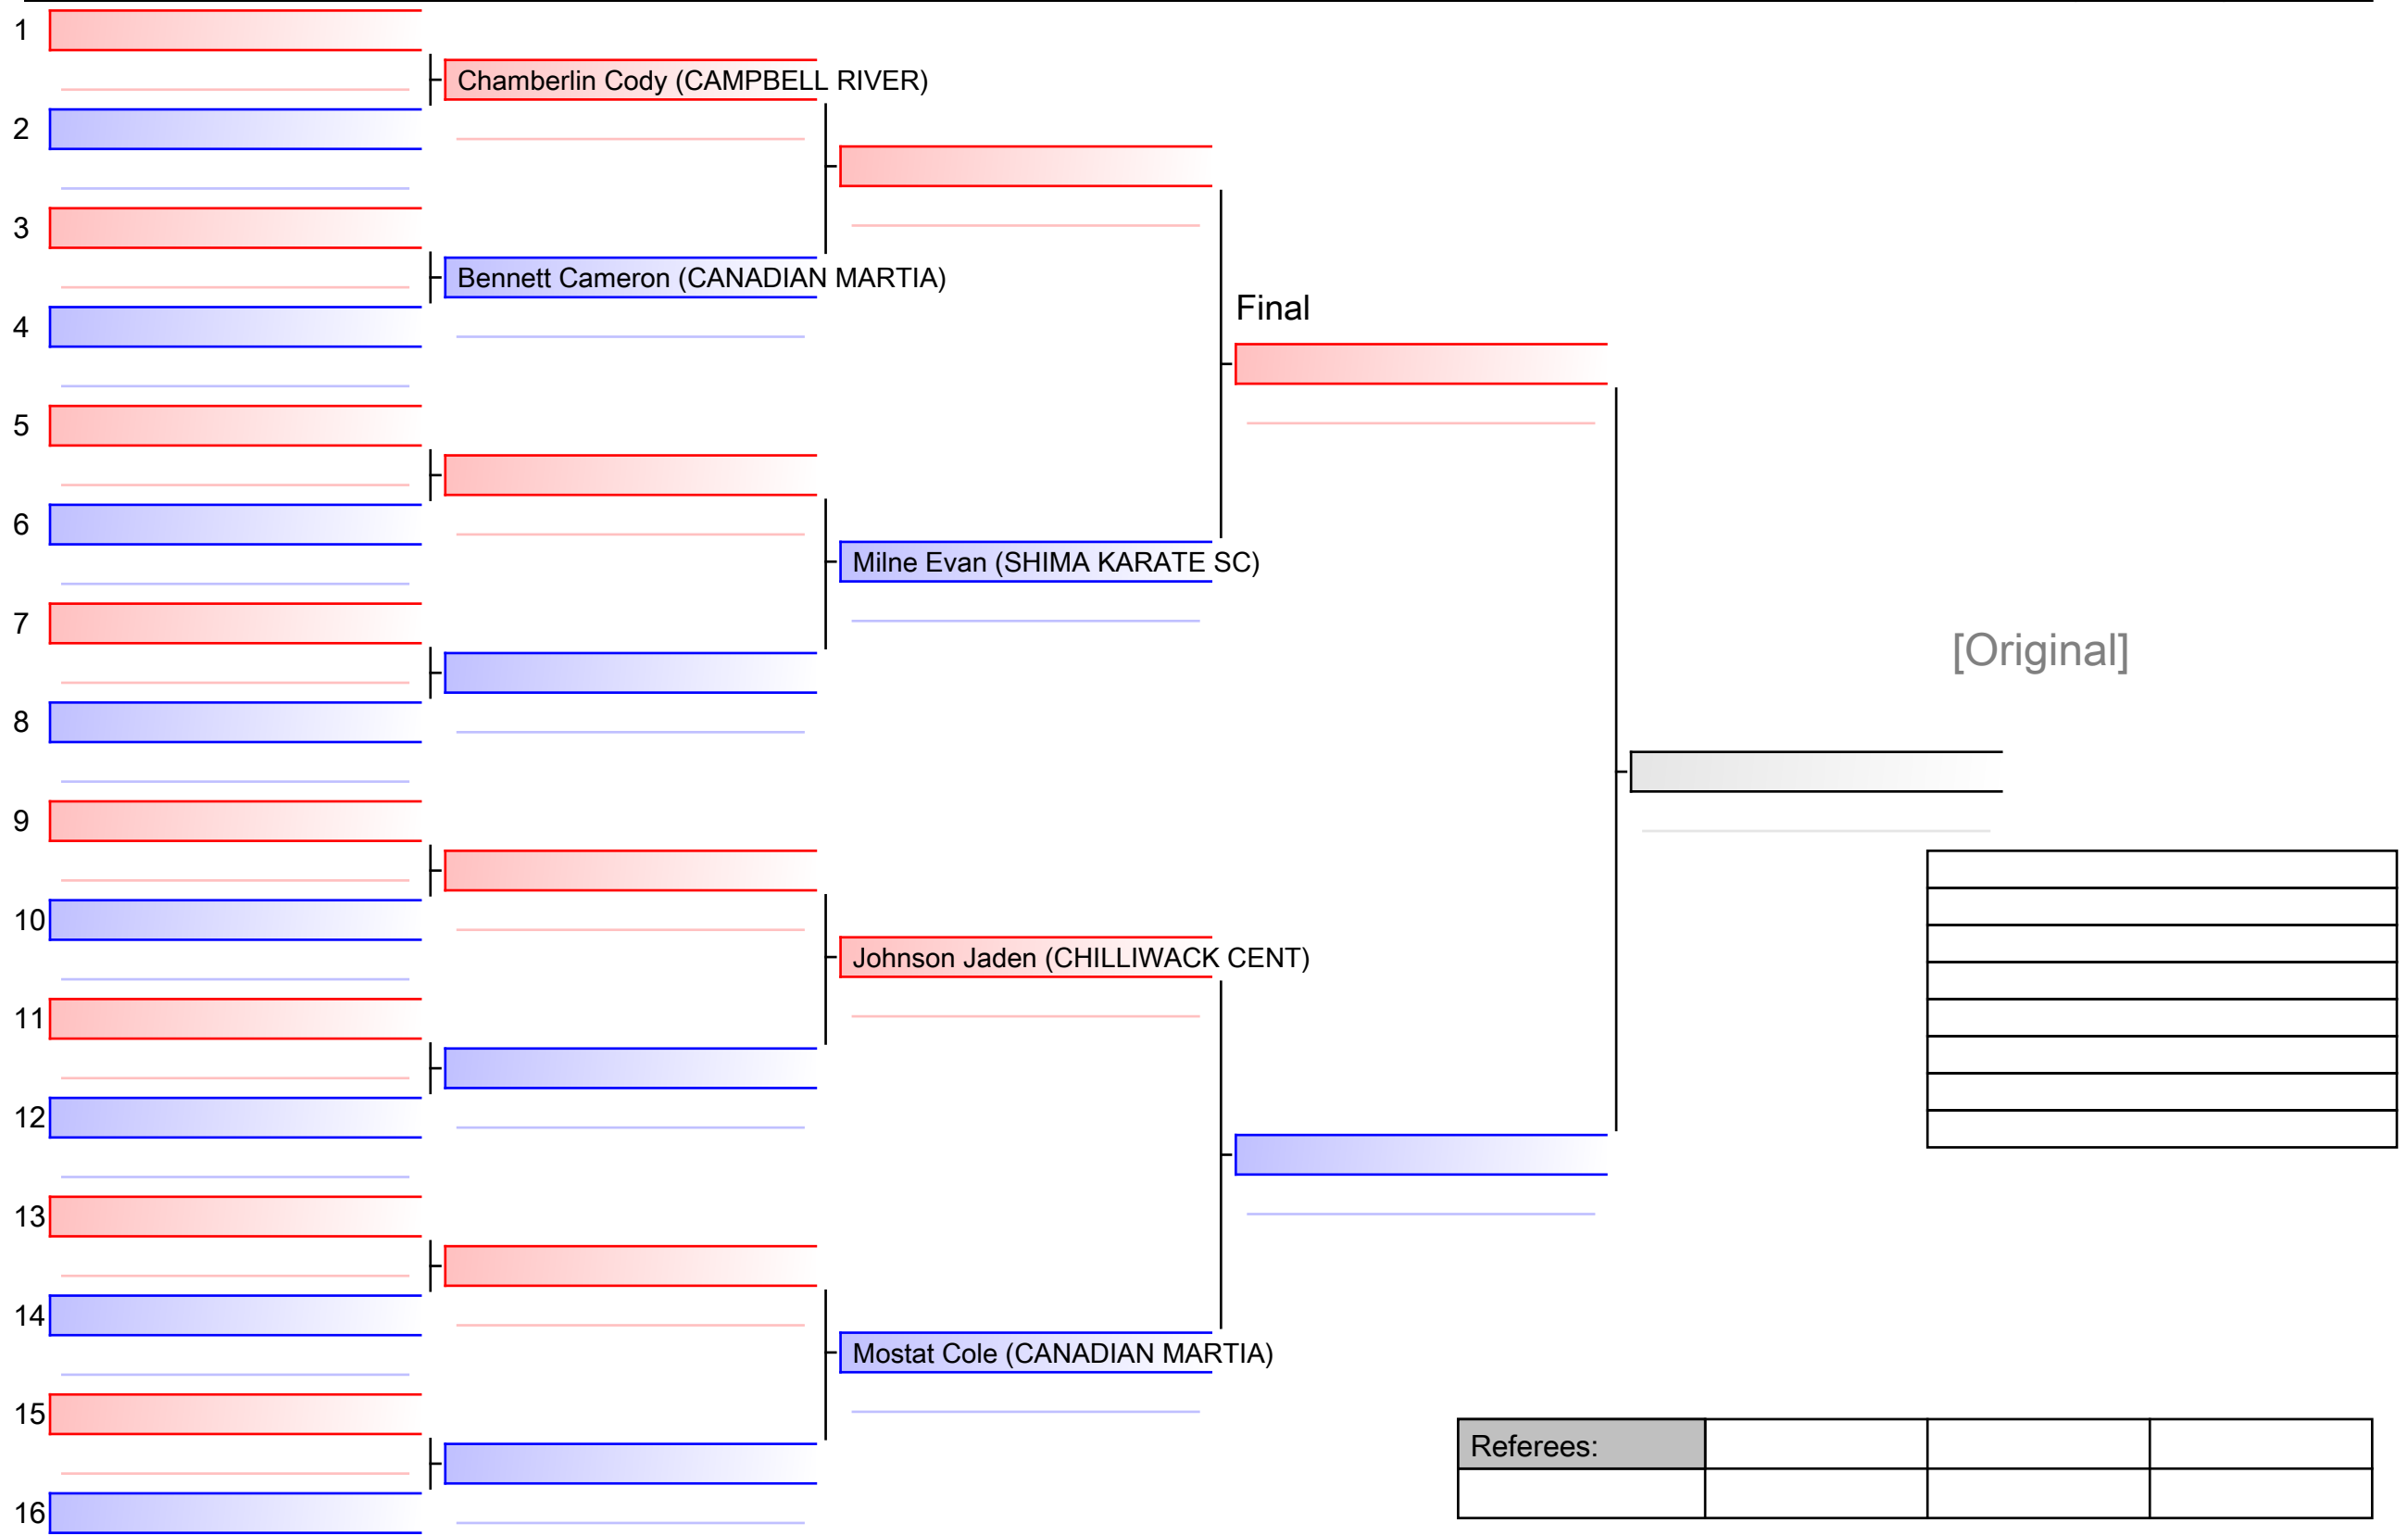 1
Chamberlin Cody (CAMPBELL RIVER)
2
3
Bennett Cameron (CANADIAN MARTIA)
Final
4
5
6
Milne Evan (SHIMA KARATE SC)
7
[Original]
8
9
10
Johnson Jaden (CHILLIWACK CENT)
11
12
13
14
Mostat Cole (CANADIAN MARTIA)
15
Referees:
16